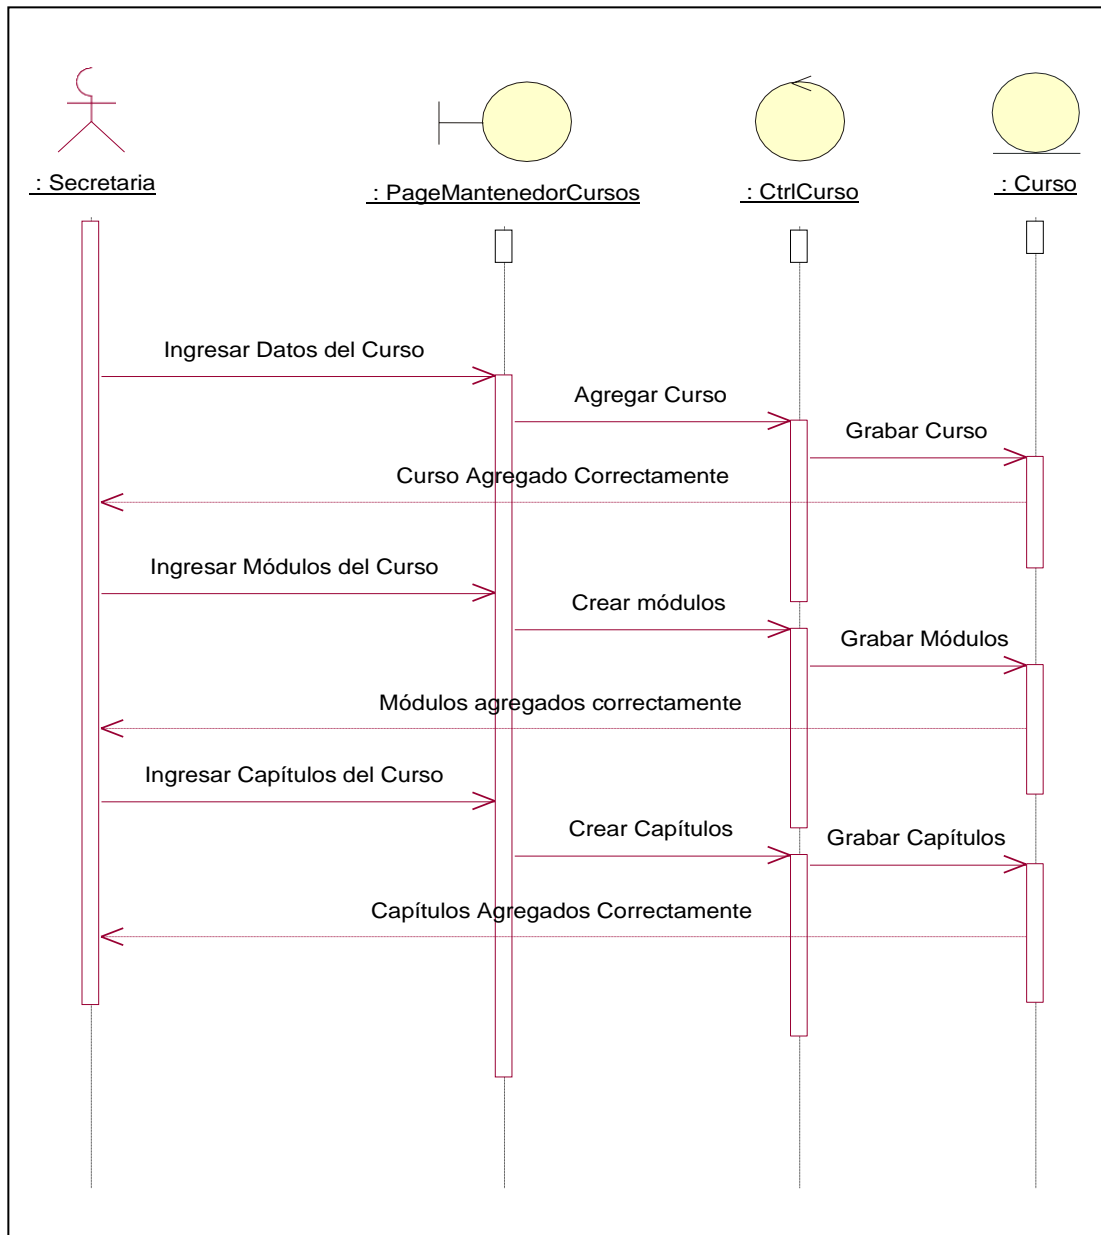 : Secretaria
: PageMantenedorCursos
: CtrlCurso
: Curso
Ingresar Datos del Curso
Agregar Curso
Grabar Curso
Curso Agregado Correctamente
Ingresar Módulos del Curso
Crear módulos
Grabar Módulos
Módulos agregados correctamente
Ingresar Capítulos del Curso
Crear Capítulos
Grabar Capítulos
Capítulos Agregados Correctamente